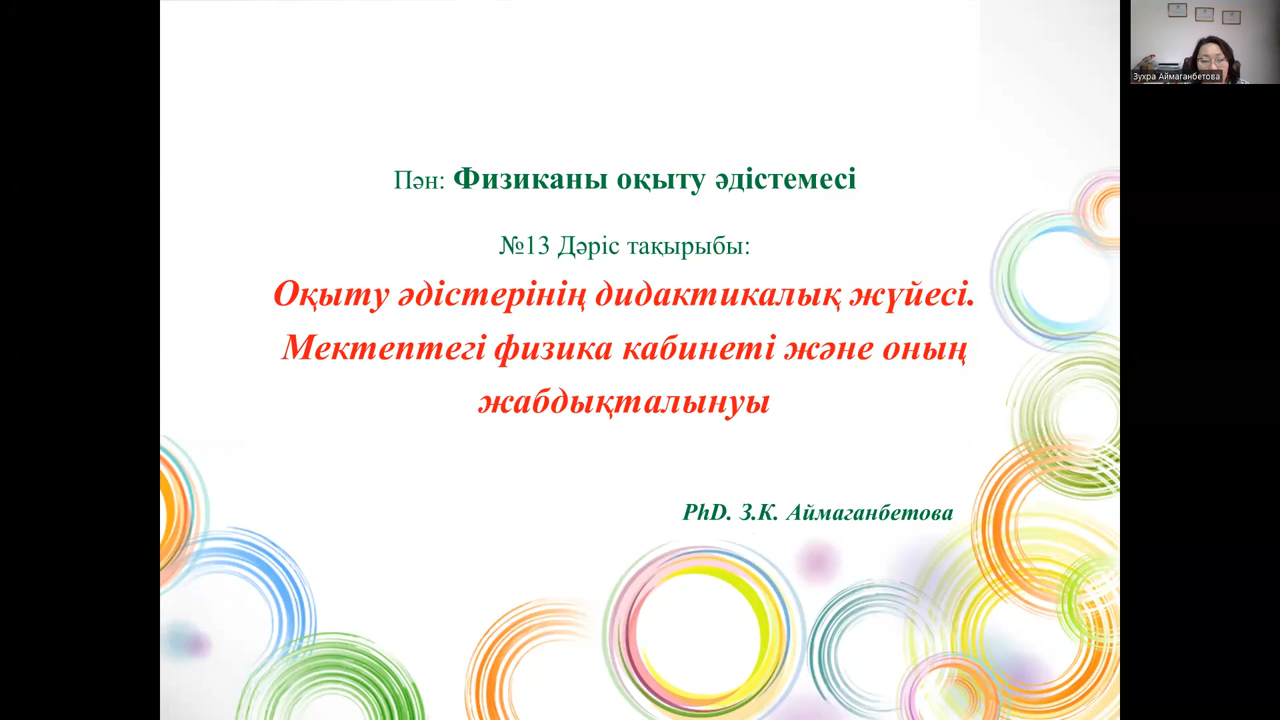 Пән: Физиканы оқыту әдістемесі
№13 Дәріс тақырыбы:
Оқыту әдістерінің дидактикалық жүйесі.
Мектептегі физика кабинеті және оның
жабдықталынуы
PhD. З.К. Аймаганбетова
Зухра Аймаганбетова